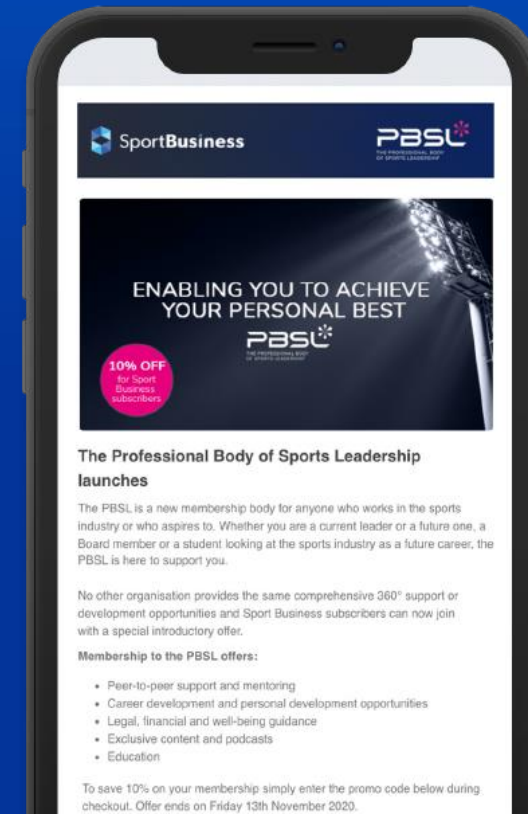 SportBusiness
PBSL
THE PROFESSIONAL BODY
OF SPORTS LEADERSHIP
ENABLING YOU TO ACHIEVE
YOUR PERSONAL BEST
PBSL
THE PROFESSIONAL BODY
OF SPORTS LEADERSHIP
10% OFF
for Sport
Business
subscribers
The Professional Body of Sports Leadership
launches
The PBSL is a new membership body for anyone who works in the sports
industry or who aspires to. Whether you are a current leader or a future one, a
Board member or a student looking at the sports industry as a future career, the
PBSL is here to support you.
No other organisation provides the same comprehensive 360° support or
development opportunities and Sport Business subscribers can now join
with a special introductory offer.
Membership to the PBSL offers:
• Peer-to-peer support and mentoring
• Career development and personal development opportunities
• Legal, financial and well-being guidance
• Exclusive content and podcasts
• Education
To save 10% on your membership simply enter the promo code below during
checkout. Offer ends on Friday 13th November 2020.